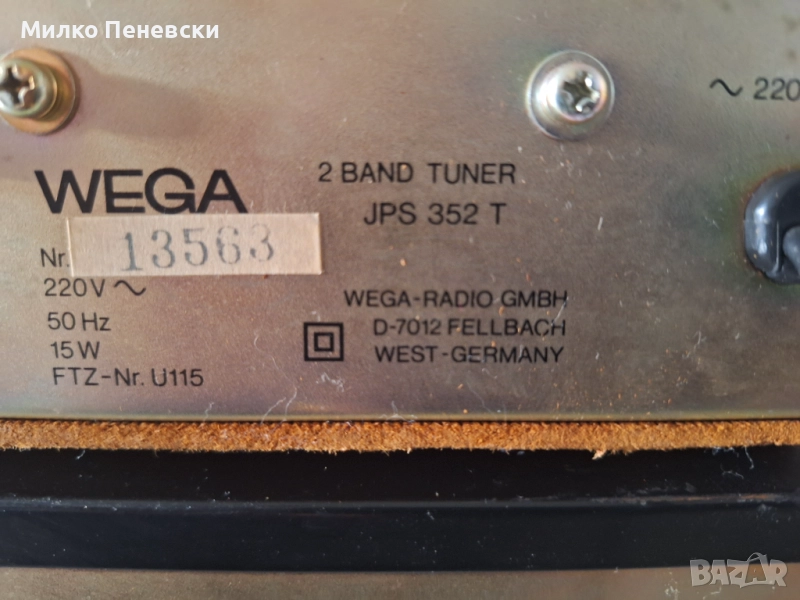 Милко Пеневски
~ 220
WEGA
2 BAND TUNER
JPS 352 T
Nr. 13563
220V ~
50 Hz
15 W
FTZ-Nr. U115
WEGA-RADIO GMBH
D-7012 FELLBACH
WEST-GERMANY
BAZAR